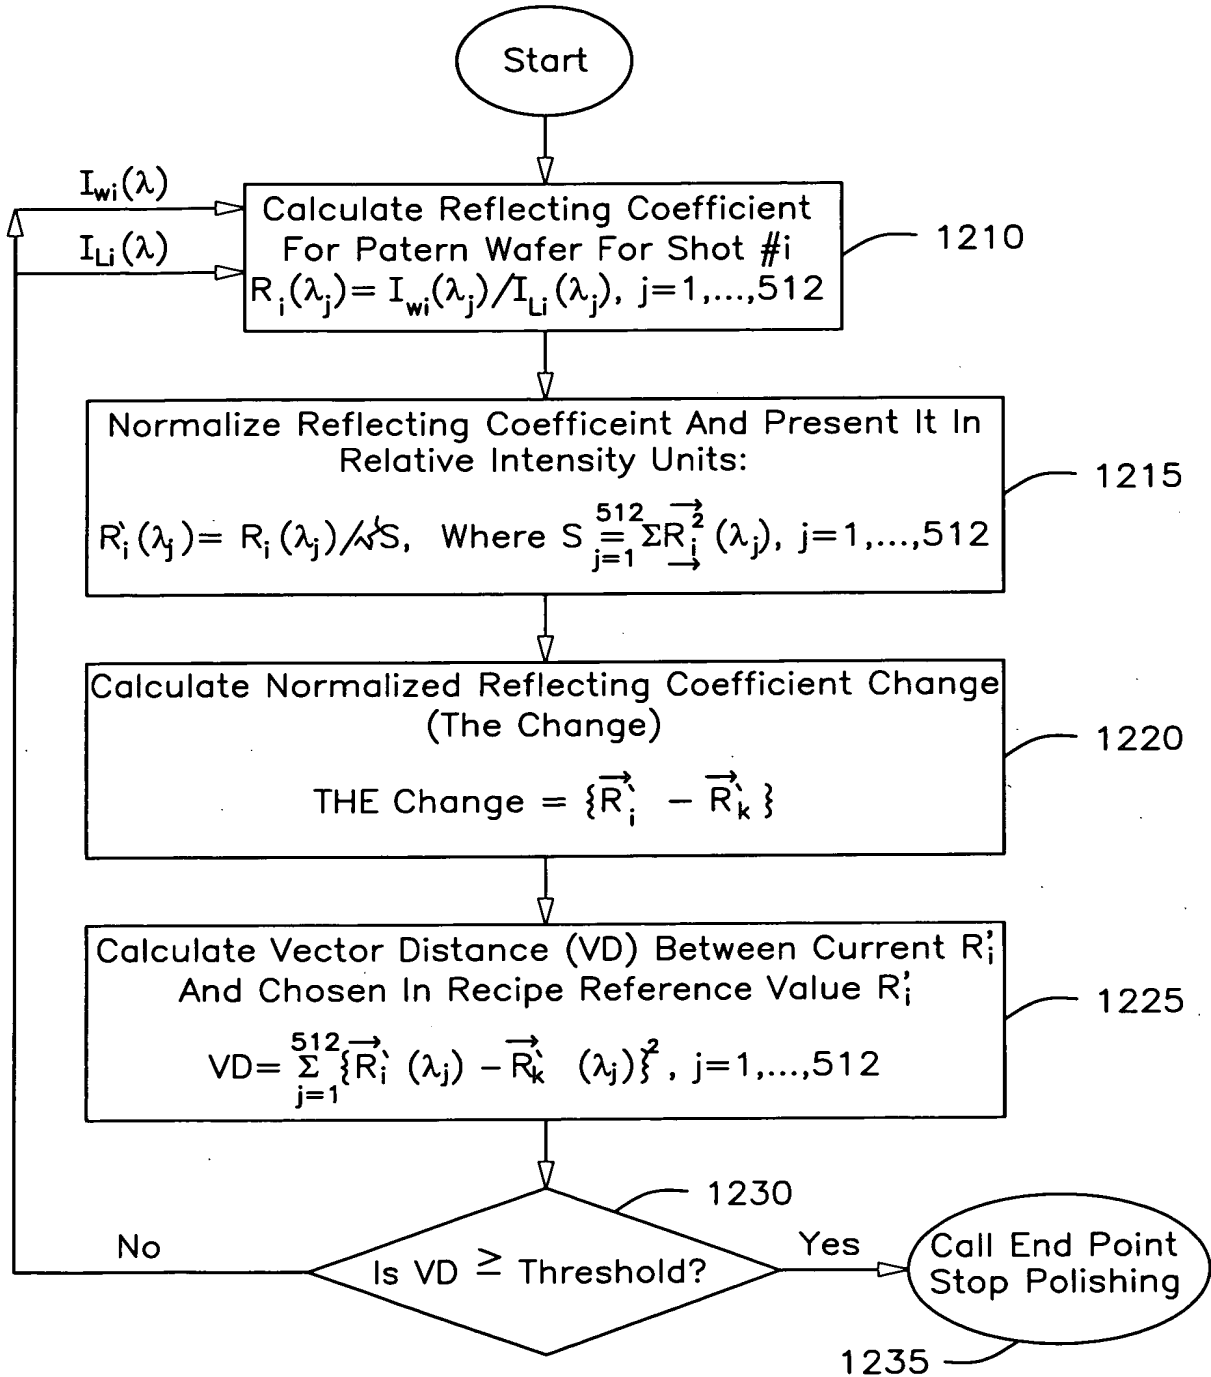 Start
I_wi(λ)
I_Li(λ)
Calculate Reflecting Coefficient
For Patern Wafer For Shot #i
R_i(λ_j)= I_wi(λ_j)/I_Li(λ_j), j=1,...,512
1210
Normalize Reflecting Coefficeint And Present It In
Relative Intensity Units:
R`_i(λ_j)= R_i(λ_j)/√S, Where S = 512 Σ j=1 R_i^2(λ_j), j=1,...,512
1215
Calculate Normalized Reflecting Coefficient Change
(The Change)
THE Change = {R`_i - R`_k}
1220
Calculate Vector Distance (VD) Between Current R'_i
And Chosen In Recipe Reference Value R'_i
VD= 512 Σ j=1 {R`_i (λ_j) - R`_k (λ_j)}^2, j=1,...,512
1225
1230
Is VD ≥ Threshold?
No
Yes
Call End Point
Stop Polishing
1235